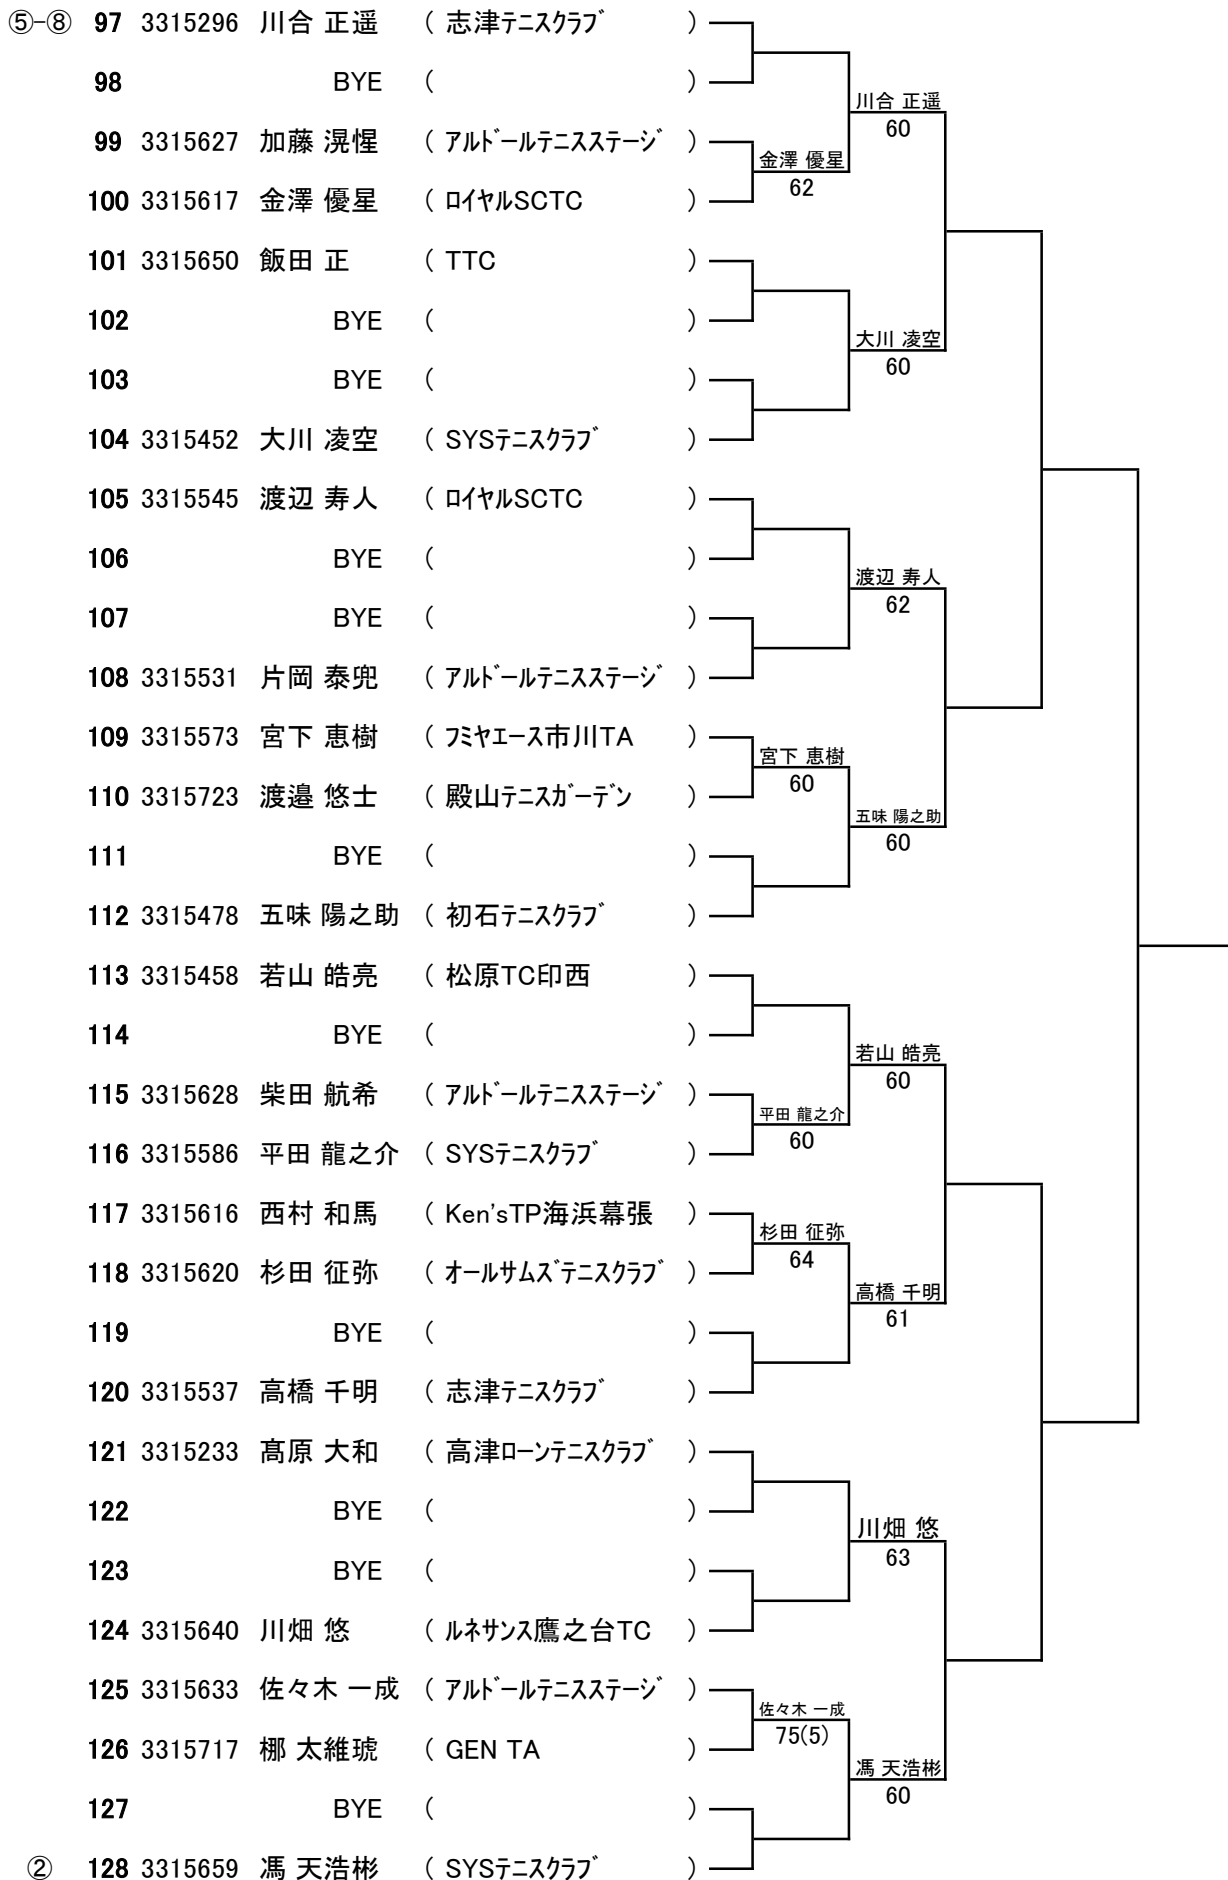 ⑤-⑧ 97 3315296 川合 正遥 ( 志津ﾃﾆｽｸﾗﾌﾞ )
98 BYE ( )
川合 正遥
60
99 3315627 加藤 滉惺 ( ｱﾙﾄﾞｰﾙﾃﾆｽｽﾃｰｼﾞ )
金澤 優星
62
100 3315617 金澤 優星 ( ﾛｲﾔﾙSCTC )
101 3315650 飯田 正 ( TTC )
102 BYE ( )
大川 凌空
60
103 BYE ( )
104 3315452 大川 凌空 ( SYSﾃﾆｽｸﾗﾌﾞ )
105 3315545 渡辺 寿人 ( ﾛｲﾔﾙSCTC )
106 BYE ( )
渡辺 寿人
62
107 BYE ( )
108 3315531 片岡 泰兜 ( ｱﾙﾄﾞｰﾙﾃﾆｽｽﾃｰｼﾞ )
109 3315573 宮下 恵樹 ( ﾌﾐﾔｴｰｽ市川TA )
宮下 恵樹
60
110 3315723 渡邉 悠士 ( 殿山ﾃﾆｽｶﾞｰﾃﾞﾝ )
五味 陽之助
60
111 BYE ( )
112 3315478 五味 陽之助 ( 初石ﾃﾆｽｸﾗﾌﾞ )
113 3315458 若山 皓亮 ( 松原TC印西 )
114 BYE ( )
若山 皓亮
60
115 3315628 柴田 航希 ( ｱﾙﾄﾞｰﾙﾃﾆｽｽﾃｰｼﾞ )
平田 龍之介
60
116 3315586 平田 龍之介 ( SYSﾃﾆｽｸﾗﾌﾞ )
117 3315616 西村 和馬 ( Ken'sTP海浜幕張 )
杉田 征弥
64
118 3315620 杉田 征弥 ( ｵｰﾙｻﾑｽﾞﾃﾆｽｸﾗﾌﾞ )
高橋 千明
61
119 BYE ( )
120 3315537 高橋 千明 ( 志津ﾃﾆｽｸﾗﾌﾞ )
121 3315233 髙原 大和 ( 高津ﾛｰﾝﾃﾆｽｸﾗﾌﾞ )
122 BYE ( )
川畑 悠
63
123 BYE ( )
124 3315640 川畑 悠 ( ﾙﾈｻﾝｽ鷹之台TC )
125 3315633 佐々木 一成 ( ｱﾙﾄﾞｰﾙﾃﾆｽｽﾃｰｼﾞ )
佐々木 一成
75(5)
126 3315717 梛 太維琥 ( GEN TA )
馮 天浩彬
60
127 BYE ( )
② 128 3315659 馮 天浩彬 ( SYSﾃﾆｽｸﾗﾌﾞ )